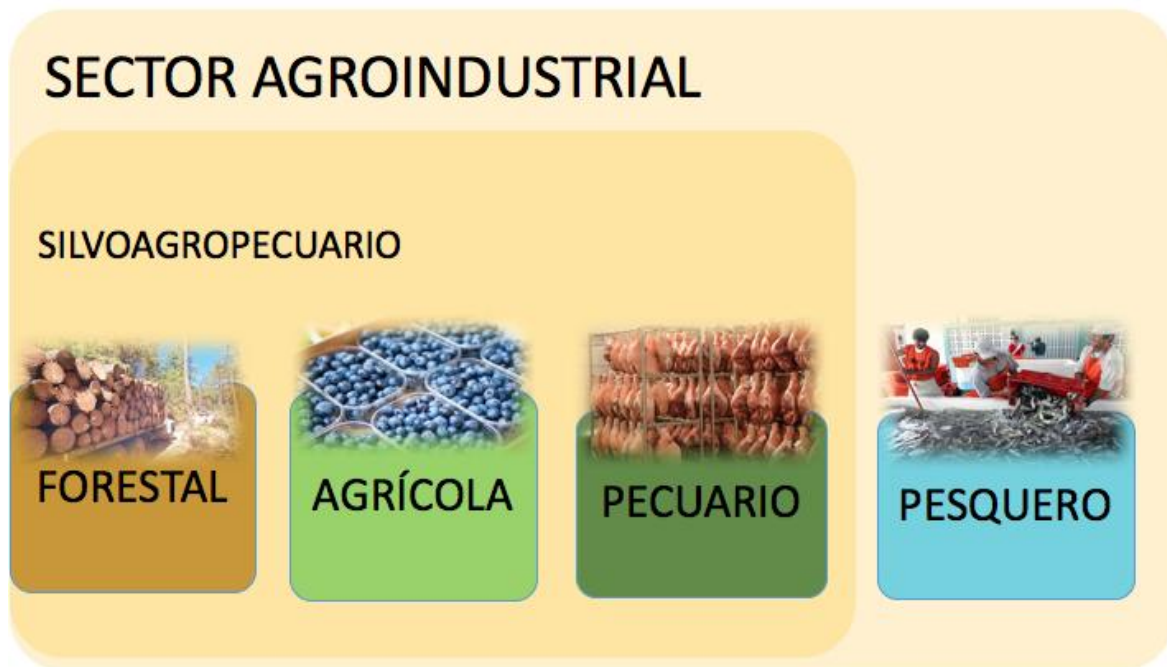 SECTOR AGROINDUSTRIAL
SILVOAGROPECUARIO
FORESTAL
AGRÍCOLA
PECUARIO
PESQUERO